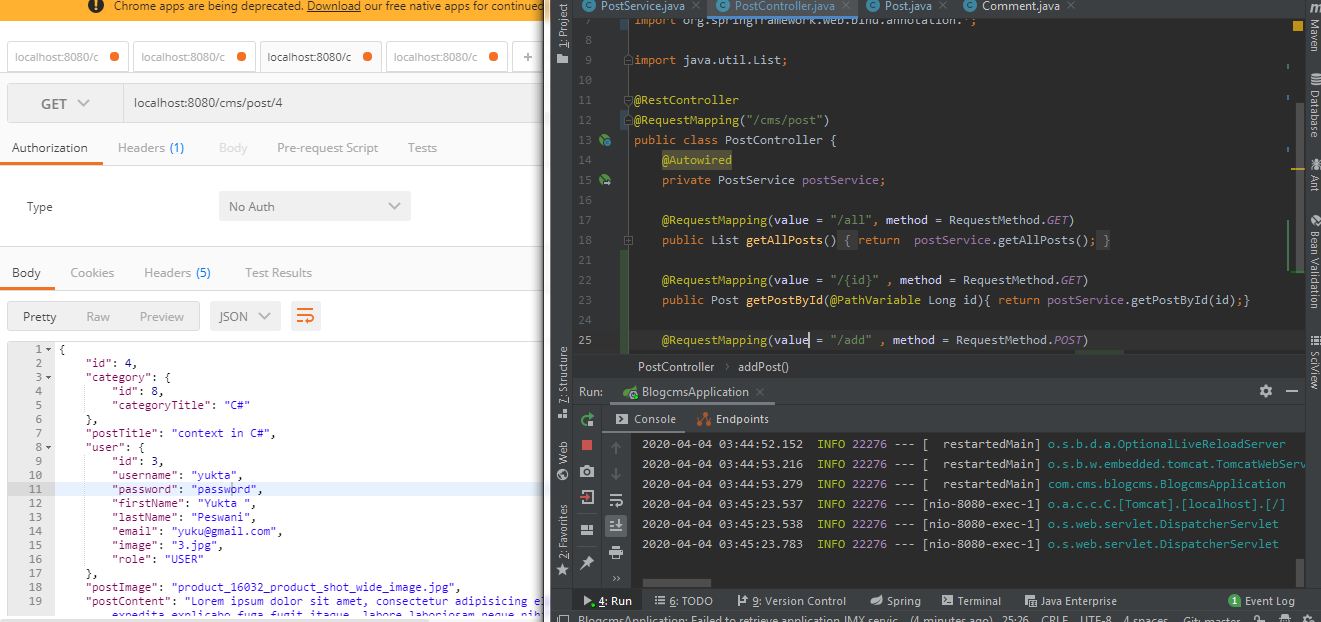 Chrome apps are being deprecated. Download our free native apps for continued
localhost:8080/c
localhost:8080/c
localhost:8080/c
localhost:8080/c
+
GET
localhost:8080/cms/post/4
Authorization Headers (1) Body Pre-request Script Tests
Type No Auth
Body Cookies Headers (5) Test Results
Pretty Raw Preview JSON
1 {
2 "id": 4,
3 "category": {
4 "id": 8,
5 "categoryTitle": "C#"
6 },
7 "postTitle": "context in C#",
8 "user": {
9 "id": 3,
10 "username": "yukta",
11 "password": "password",
12 "firstName": "Yukta ",
13 "lastName": "Peswani",
14 "email": "yuku@gmail.com",
15 "image": "3.jpg",
16 "role": "USER"
17 },
18 "postImage": "product_16032_product_shot_wide_image.jpg",
19 "postContent": "Lorem ipsum dolor sit amet, consectetur adipisicing
expedita explicabo fuga fugit itaque, labore laboriosam neque
PostService.java PostController.java Post.java Comment.java
1: Project
7 import org.springframework.web.bind.annotation.*;
8
9 import java.util.List;
10
11 @RestController
12 @RequestMapping("/cms/post")
13 public class PostController {
14 @Autowired
15 private PostService postService;
16
17 @RequestMapping(value = "/all", method = RequestMethod.GET)
18 public List getAllPosts() { return postService.getAllPosts(); }
21
22 @RequestMapping(value = "/{id}" , method = RequestMethod.GET)
23 public Post getPostById(@PathVariable Long id){ return postService.getPostById(id);}
24
25 @RequestMapping(value = "/add" , method = RequestMethod.POST)
PostController addPost()
Run: BlogcmsApplication
Console Endpoints
2020-04-04 03:44:52.152 INFO 22276 --- [ restartedMain] o.s.b.d.a.OptionalLiveReloadServer
2020-04-04 03:44:53.216 INFO 22276 --- [ restartedMain] o.s.b.w.embedded.tomcat.TomcatWebServ
2020-04-04 03:44:53.279 INFO 22276 --- [ restartedMain] com.cms.blogcms.BlogcmsApplication
2020-04-04 03:45:23.537 INFO 22276 --- [nio-8080-exec-1] o.a.c.c.C.[Tomcat].[localhost].[/]
2020-04-04 03:45:23.538 INFO 22276 --- [nio-8080-exec-1] o.s.web.servlet.DispatcherServlet
2020-04-04 03:45:23.783 INFO 22276 --- [nio-8080-exec-1] o.s.web.servlet.DispatcherServlet
7: Structure
Web
2: Favorites
Maven
Database
Ant
Bean Validation
SciView
4: Run 6: TODO 9: Version Control Spring Terminal Java Enterprise 1 Event Log
BlogcmsApplication: Failed to retrieve application JMX servic... (4 minutes ago) 25:26 CRLF UTF-8 4 spaces Git: master